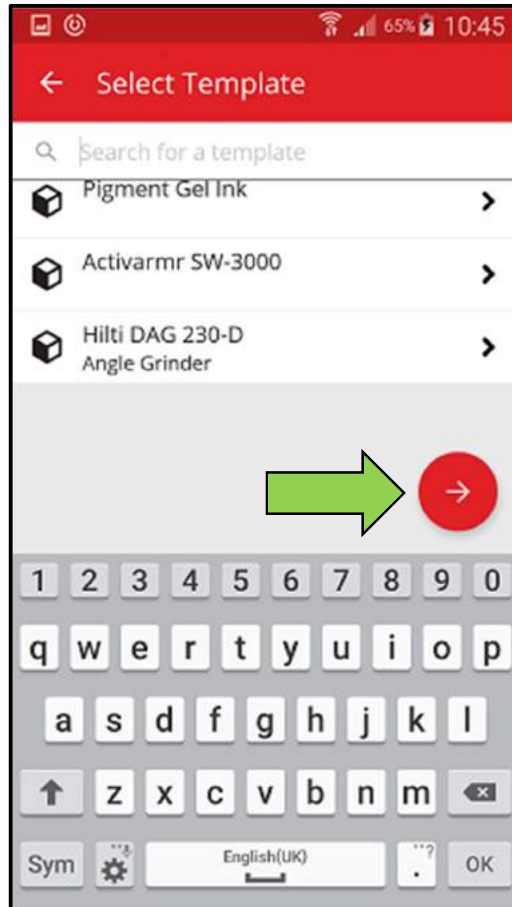 65% 10:45
Select Template
Search for a template
Pigment Gel Ink
Activarmr SW-3000
Hilti DAG 230-D
Angle Grinder
1 2 3 4 5 6 7 8 9 0
q w e r t y u i o p
a s d f g h j k l
z x c v b n m
Sym English(UK) . ? OK